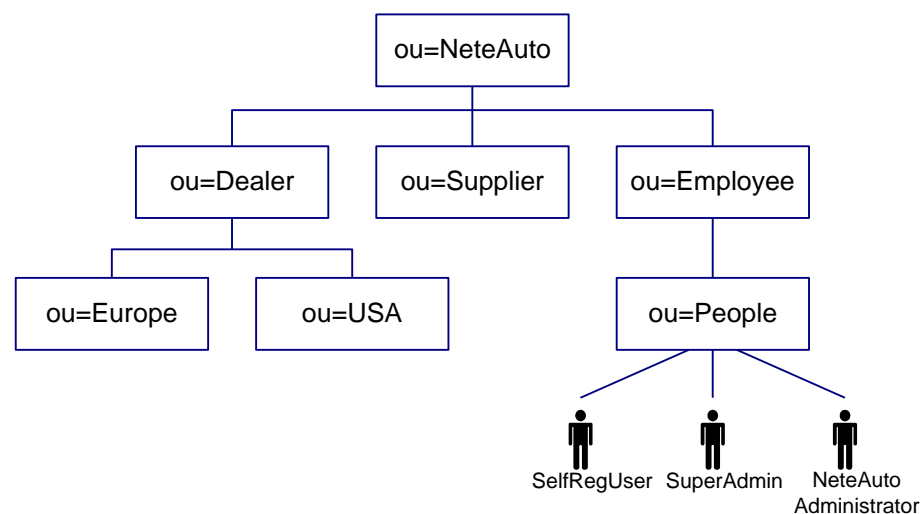 ou=NeteAuto
ou=Dealer
ou=Supplier
ou=Employee
ou=Europe
ou=USA
ou=People
SelfRegUser
SuperAdmin
NeteAuto
Administrator